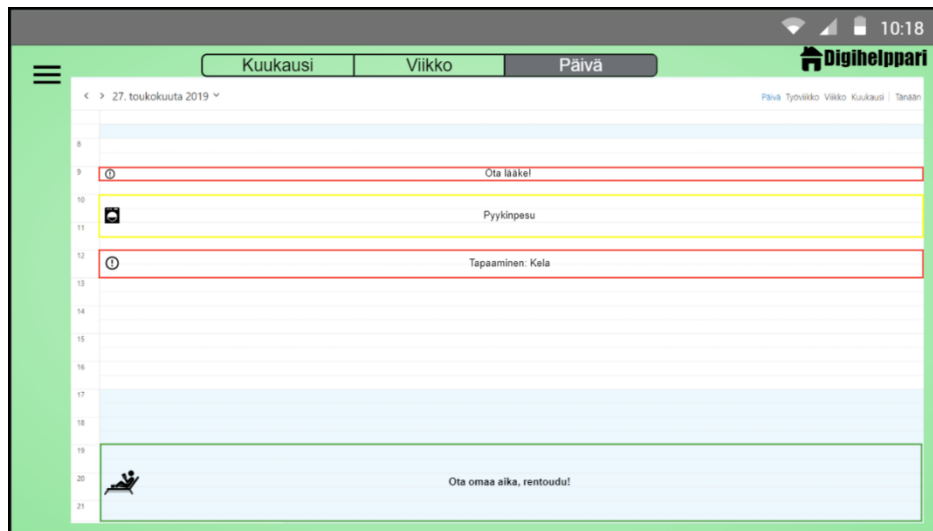 10:18
Kuukausi Viikko Päivä
Digihelppari
27. toukokuuta 2019
Päivä Työviikko Viikko Kuukausi Tänään
8
9 Ota lääke!
10
Pyykinpesu
11
12 Tapaaminen: Kela
13
14
15
16
17
18
19
20 Ota omaa aika, rentoudu!
21